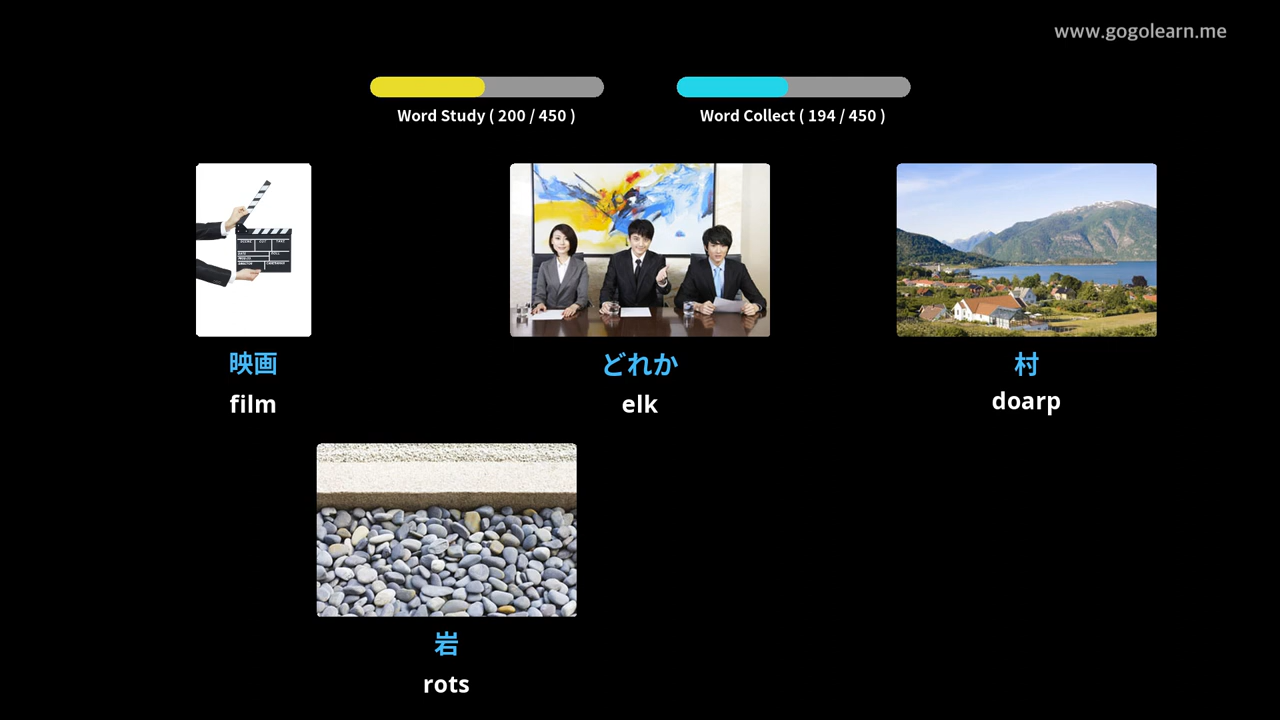 www.gogolearn.me
Word Study ( 200 / 450 )
Word Collect ( 194 / 450 )
映画
film
どれか
elk
村
doarp
岩
rots